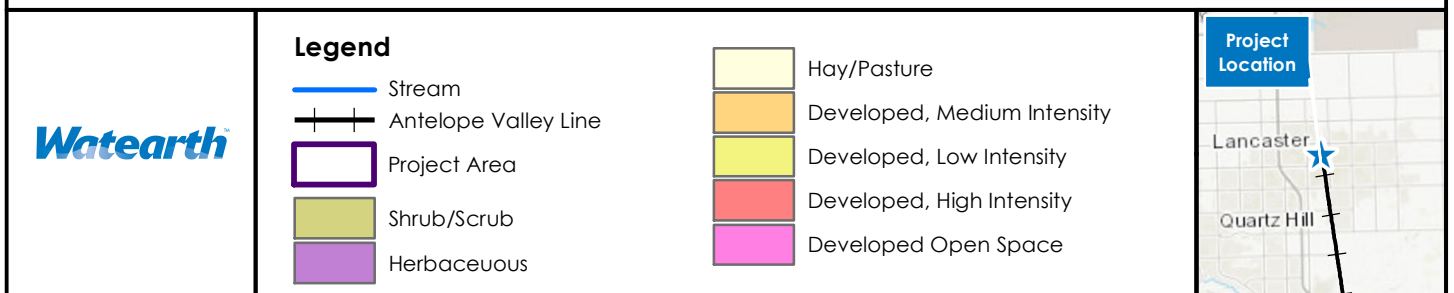 Watearth
Legend
Stream
Antelope Valley Line
Project Area
Shrub/Scrub
Herbaceuous
Hay/Pasture
Developed, Medium Intensity
Developed, Low Intensity
Developed, High Intensity
Developed Open Space
Project
Location
Lancaster
Quartz Hill